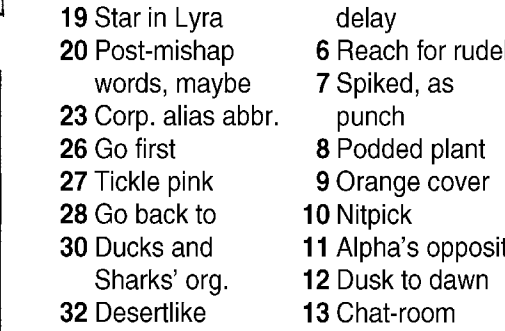 19 Star in Lyra
20 Post-mishap
words, maybe
23 Corp. alias abbr.
26 Go first
27 Tickle pink
28 Go back to
30 Ducks and
Sharks' org.
32 Desertlike
delay
6 Reach for
7 Spiked, as
punch
8 Podded plant
9 Orange cover
10 Nitpick
11 Alpha's
12 Dusk to dawn
13 Chat-room